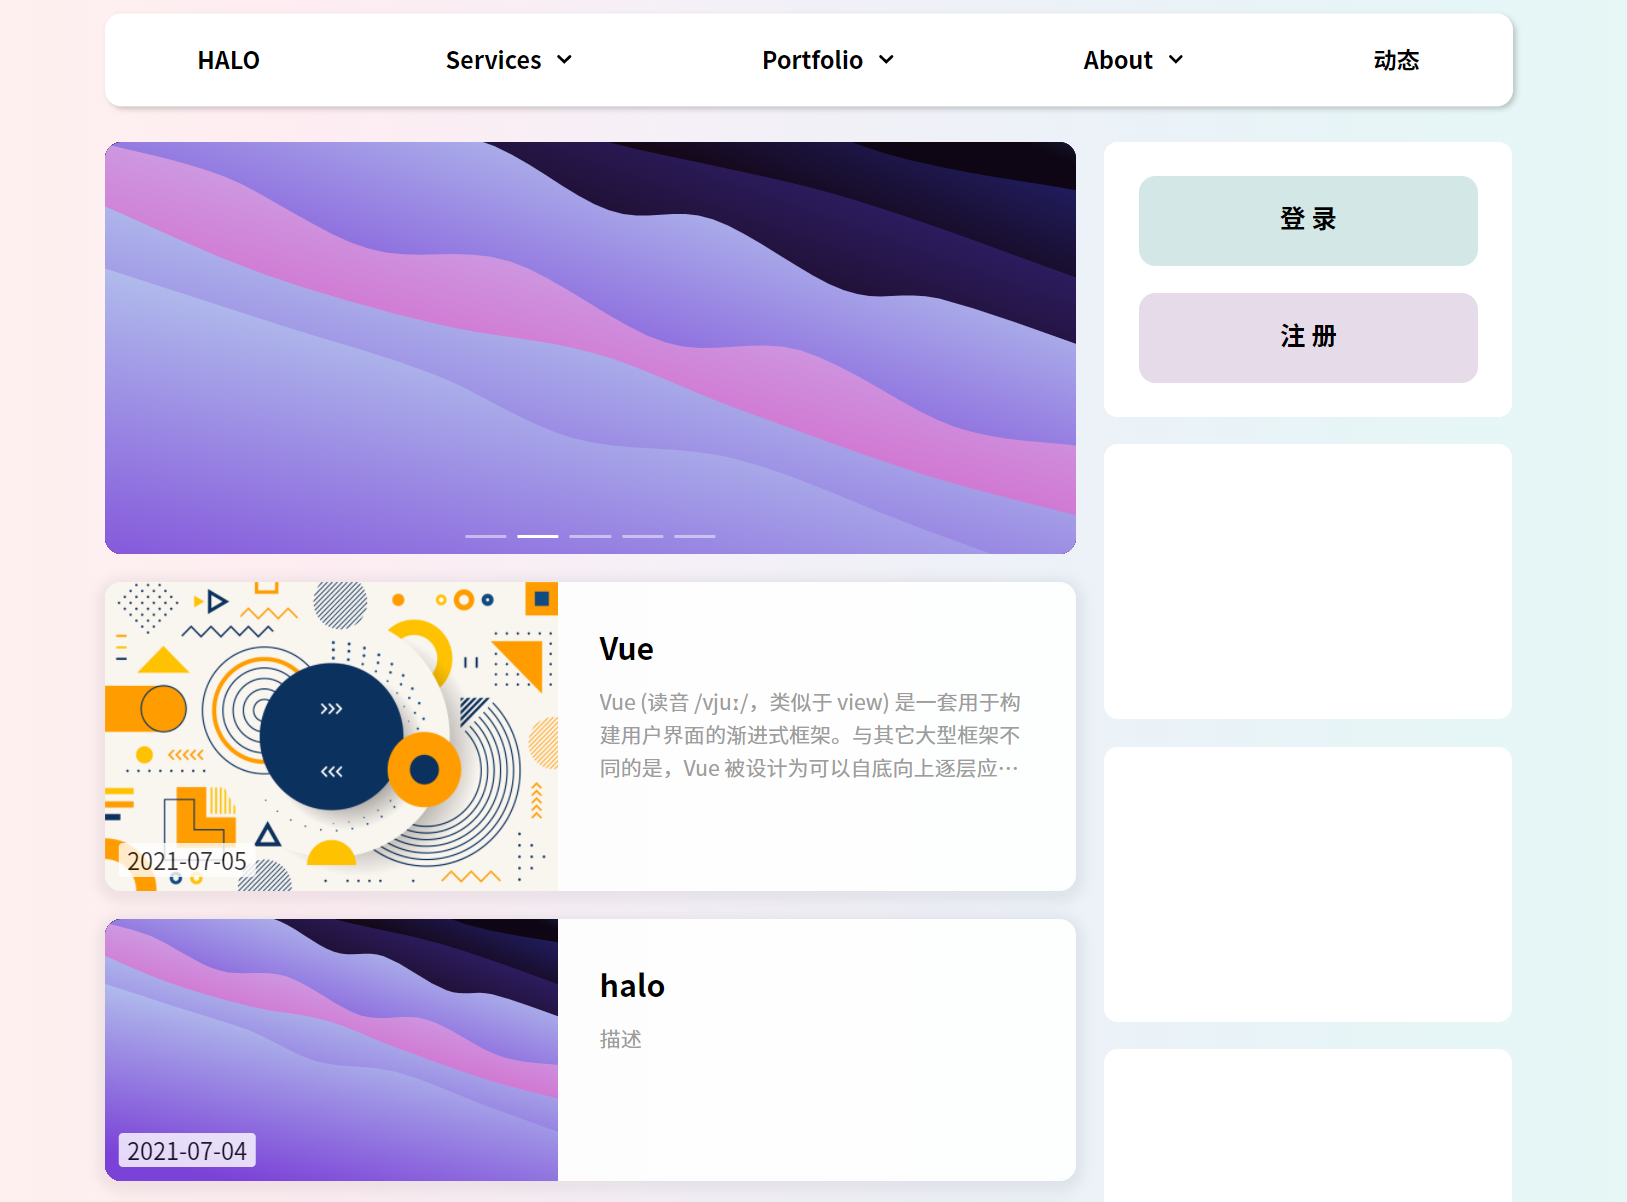 HALO
Services
Portfolio
About
动态
登 录
注 册
Vue
Vue (读音 /vjuː/，类似于 view) 是一套用于构
建用户界面的渐进式框架。与其它大型框架不
同的是，Vue 被设计为可以自底向上逐层应…
2021-07-05
halo
描述
2021-07-04